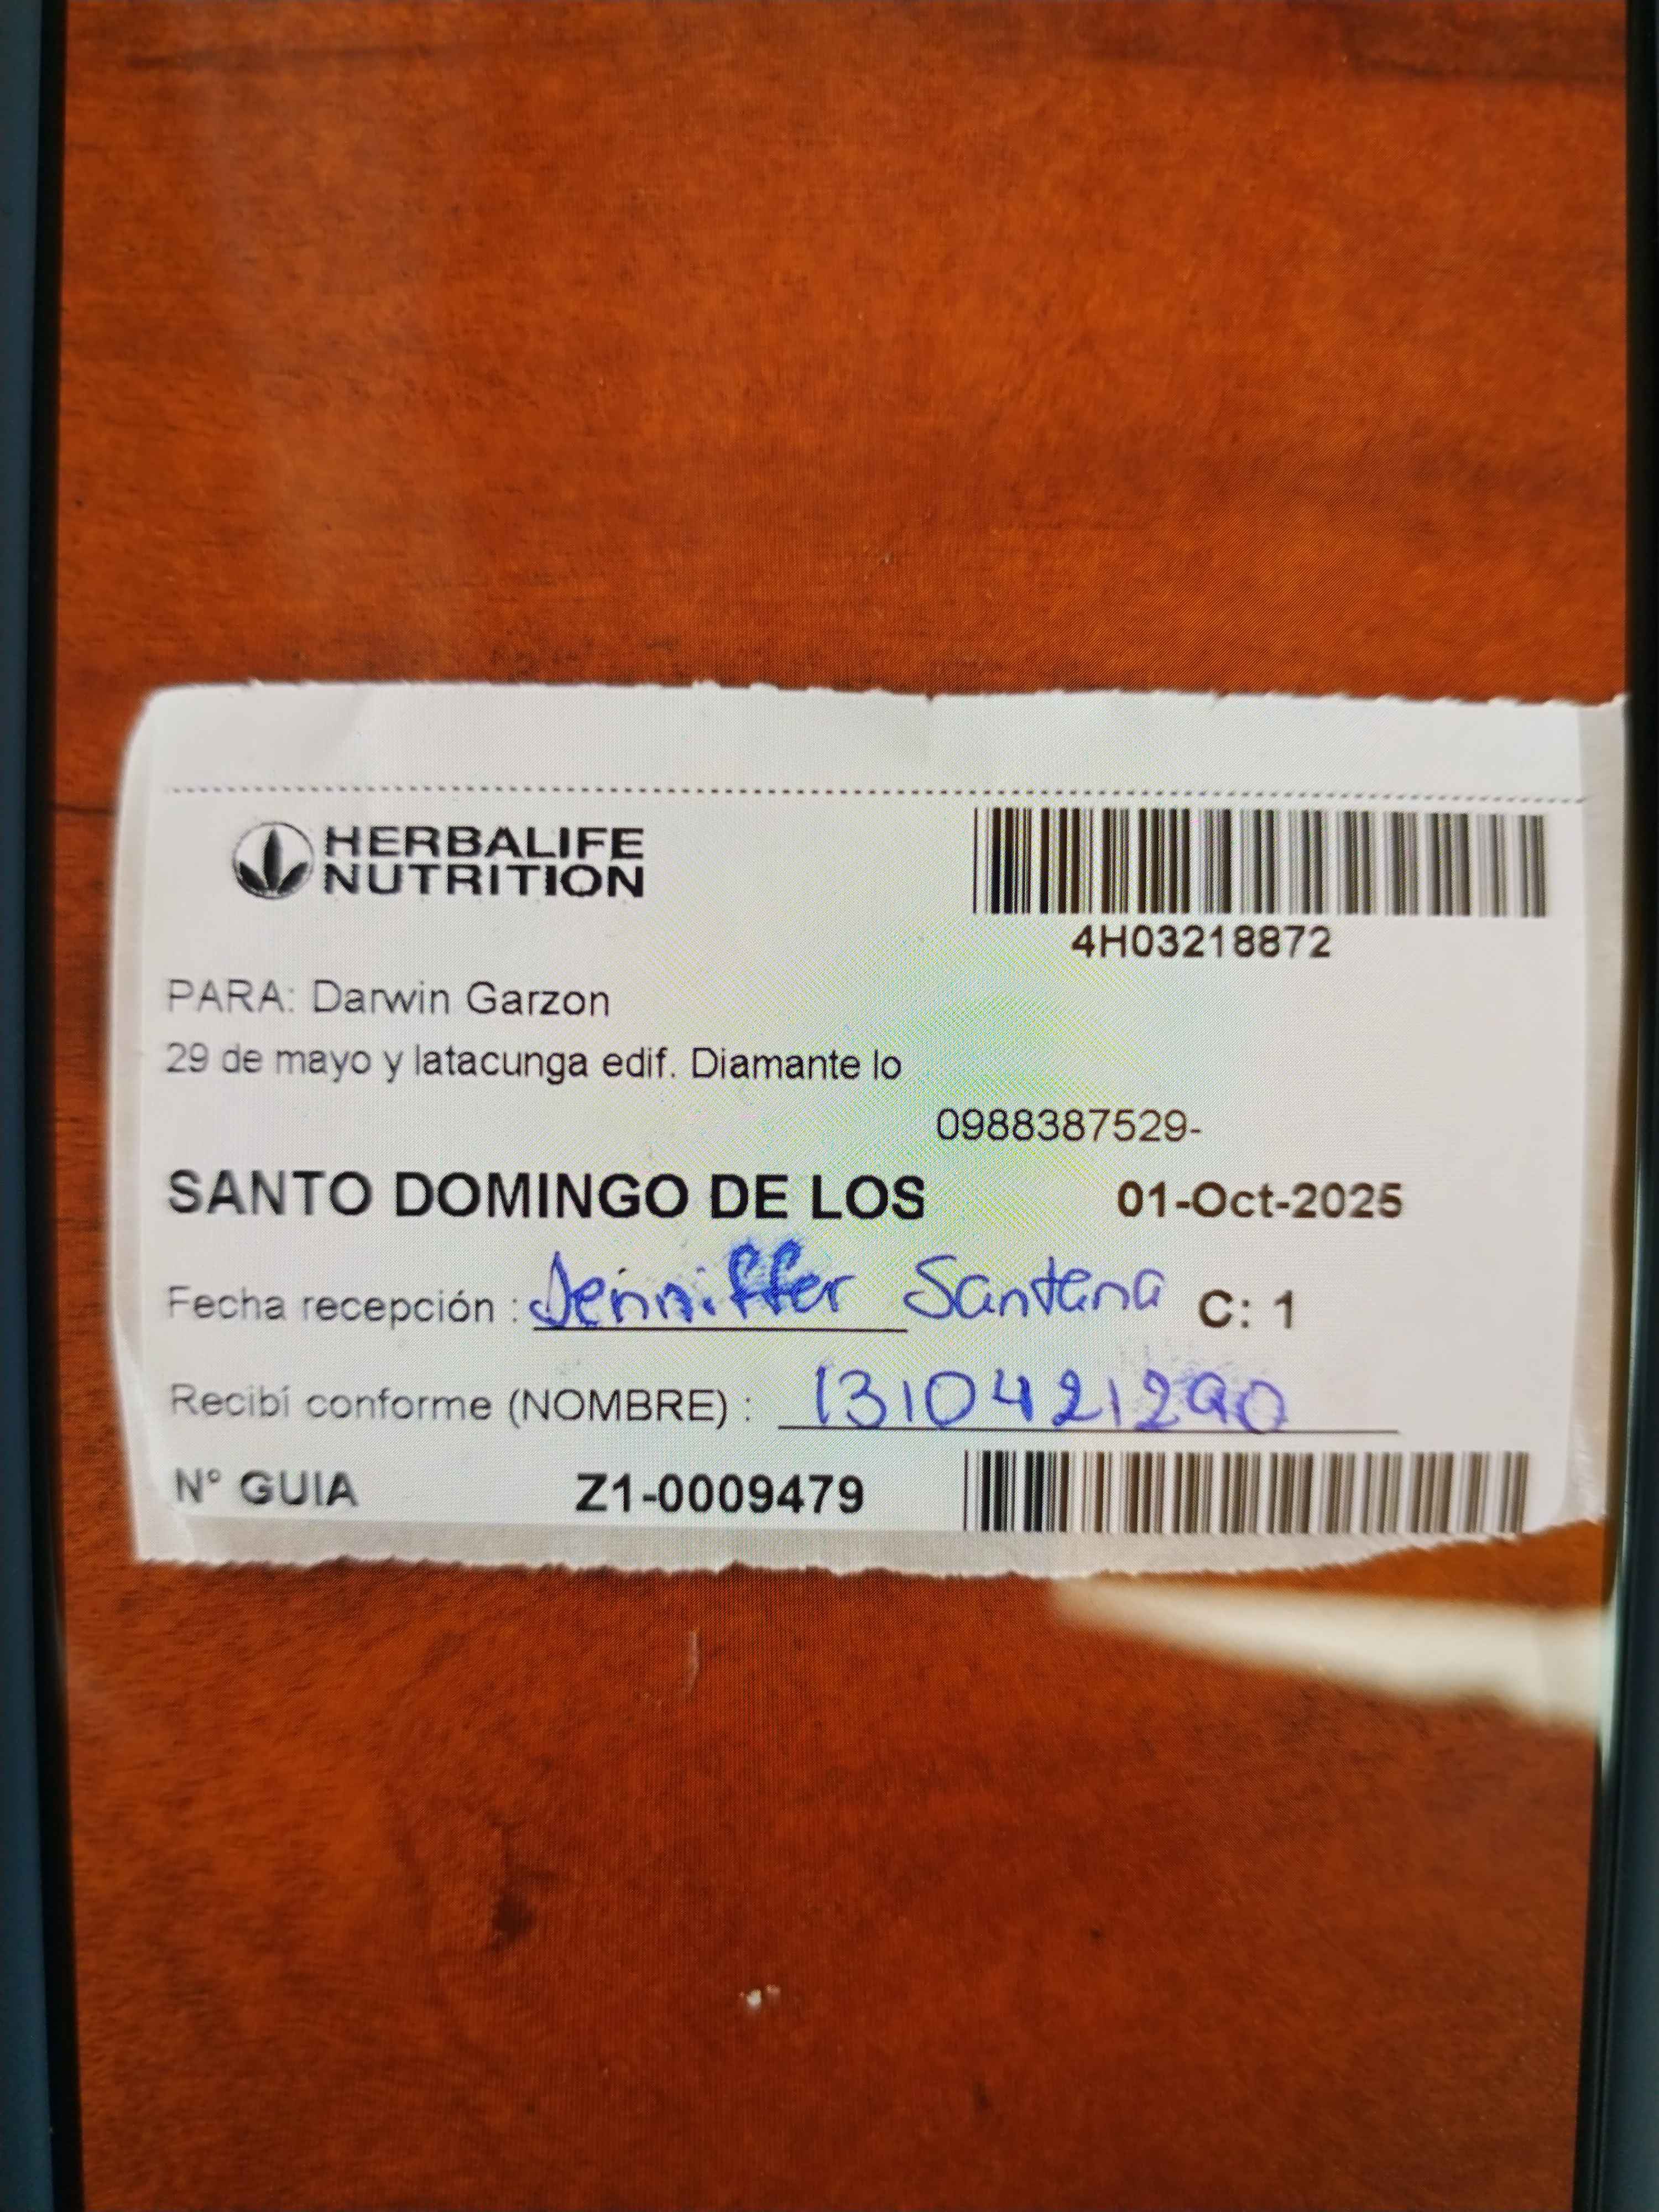 HERBALIFE
NUTRITION
4H03218872
PARA: Darwin Garzon
29 de mayo y latacunga edif. Diamante lo
0988387529-
SANTO DOMINGO DE LOS 01-Oct-2025
Fecha recepción : Jenniffer Santana C: 1
Recibí conforme (NOMBRE) : 1310421290
N° GUIA Z1-0009479